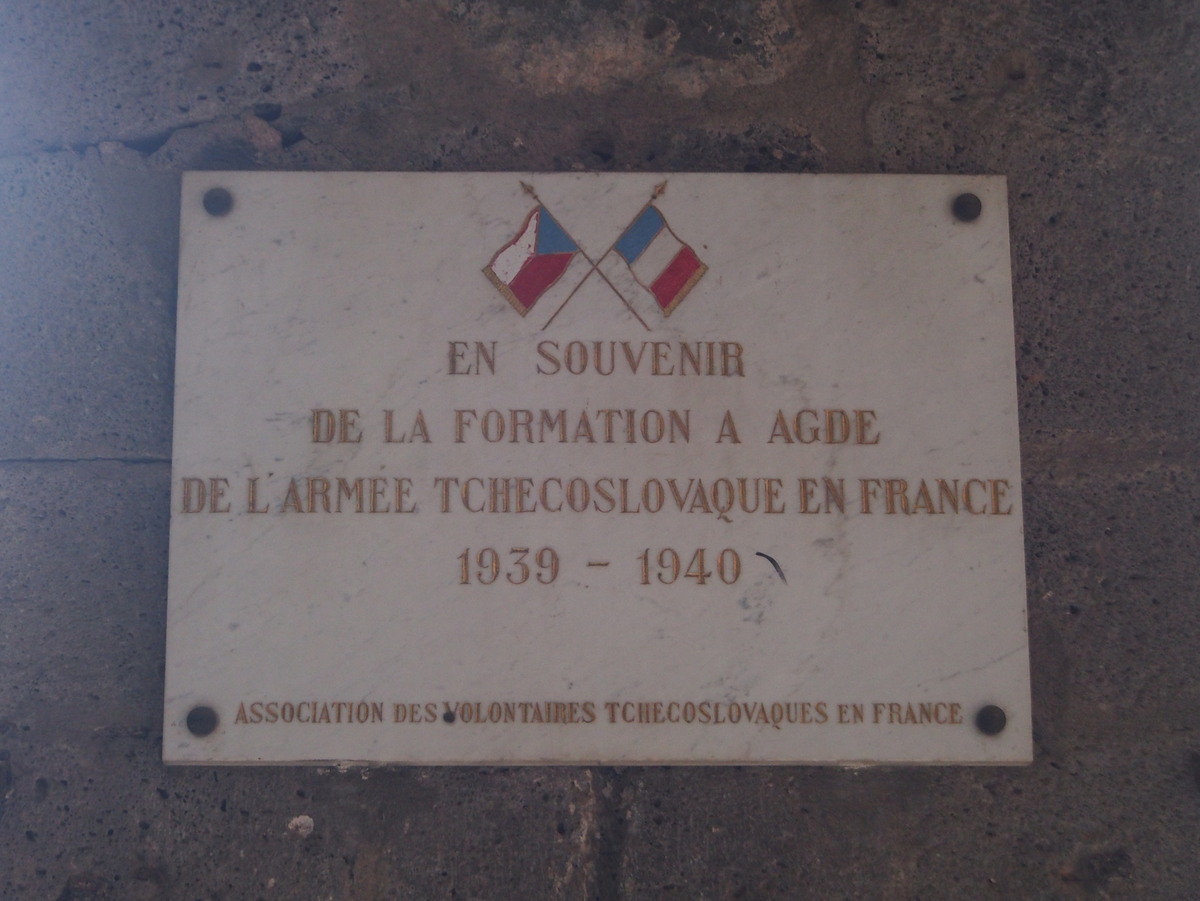 EN SOUVENIR
DE LA FORMATION A AGDE
DE L'ARMÉE TCHECOSLOVAQUE EN FRANCE
1939 - 1940
ASSOCIATION DES VOLONTAIRES TCHECOSLOVAQUES EN FRANCE